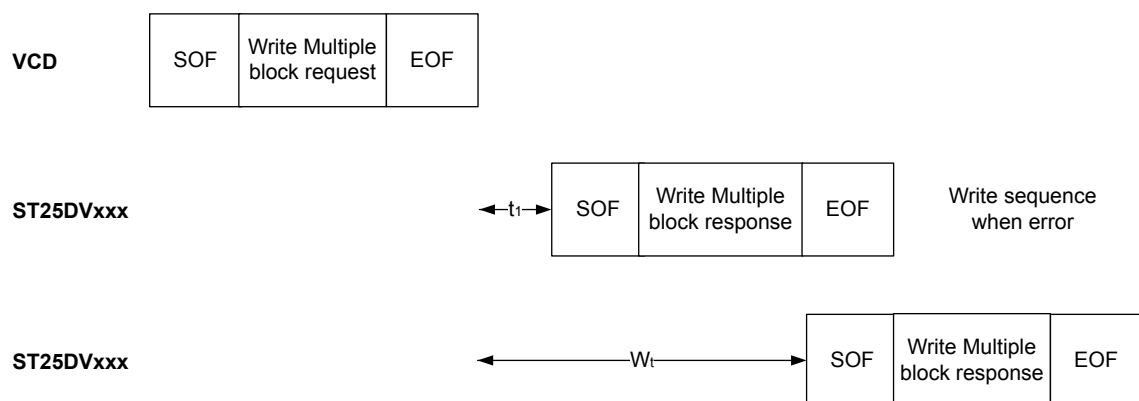 VCD
SOF
Write Multiple
block request
EOF
ST25DVxxx
t1
SOF
Write Multiple
block response
EOF
Write sequence
when error
ST25DVxxx
Wt
SOF
Write Multiple
block response
EOF